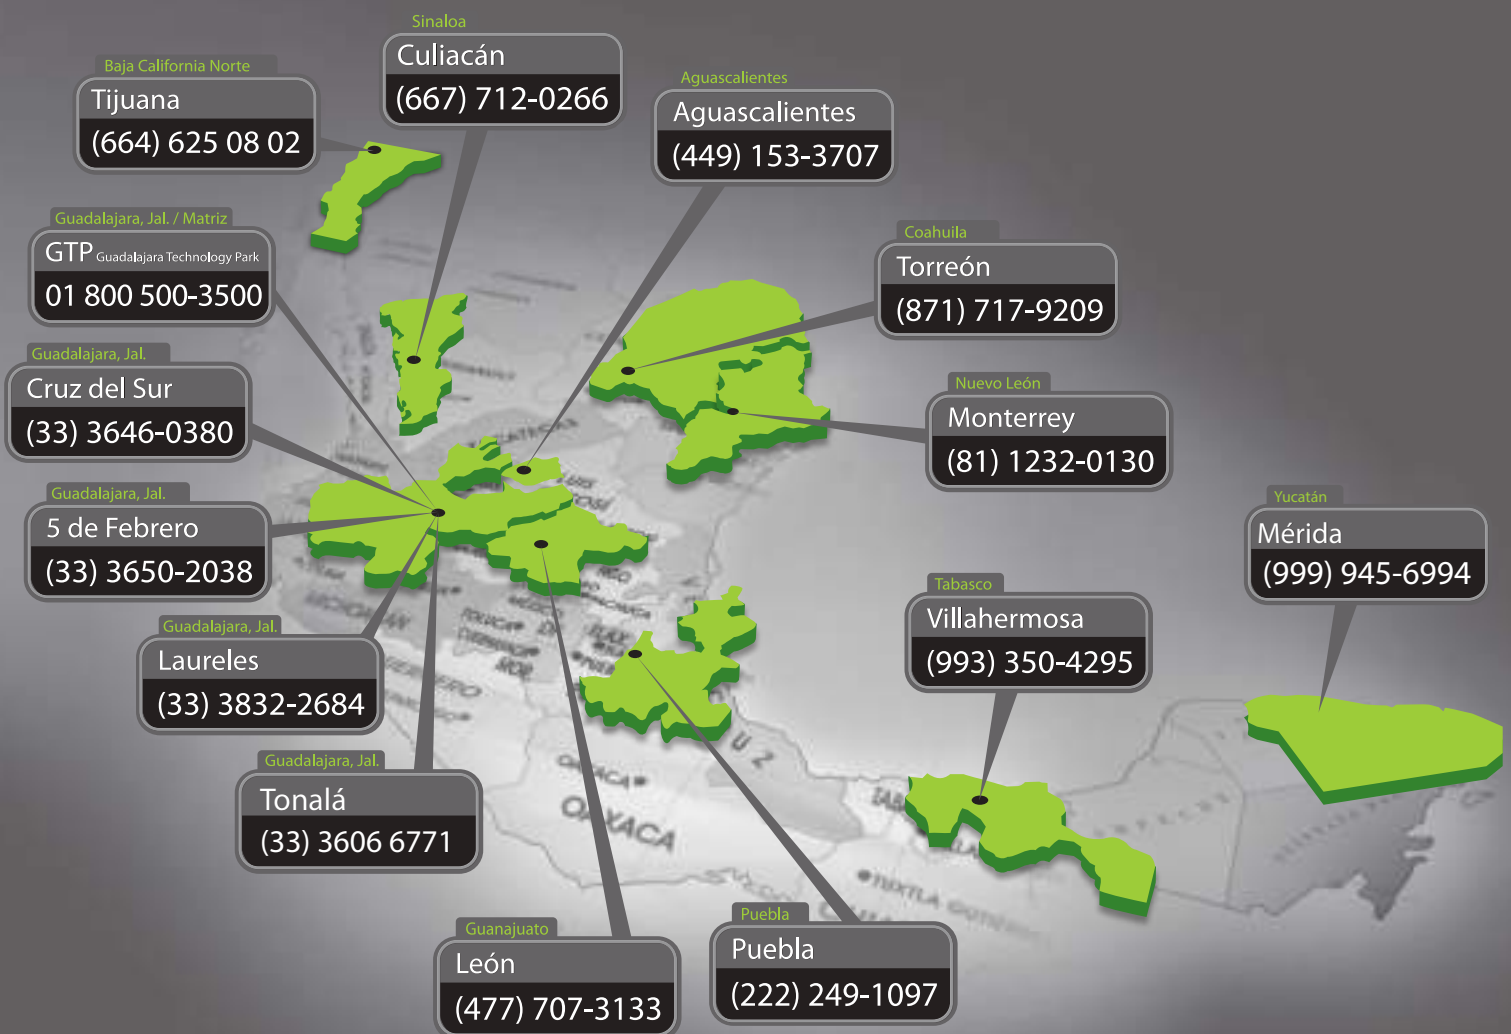 Sinaloa
Culiacán
(667) 712-0266
Baja California Norte
Tijuana
(664) 625 08 02
Aguascalientes
Aguascalientes
(449) 153-3707
Guadalajara, Jal. / Matriz
GTP Guadalajara Technology Park
01 800 500-3500
Coahuila
Torreón
(871) 717-9209
Guadalajara, Jal.
Cruz del Sur
(33) 3646-0380
Nuevo León
Monterrey
(81) 1232-0130
Guadalajara, Jal.
5 de Febrero
(33) 3650-2038
Yucatán
Mérida
(999) 945-6994
Tabasco
Villahermosa
(993) 350-4295
Guadalajara, Jal.
Laureles
(33) 3832-2684
Guadalajara, Jal.
Tonalá
(33) 3606 6771
OAXACA
OAXACA
Guanajuato
León
(477) 707-3133
Puebla
Puebla
(222) 249-1097